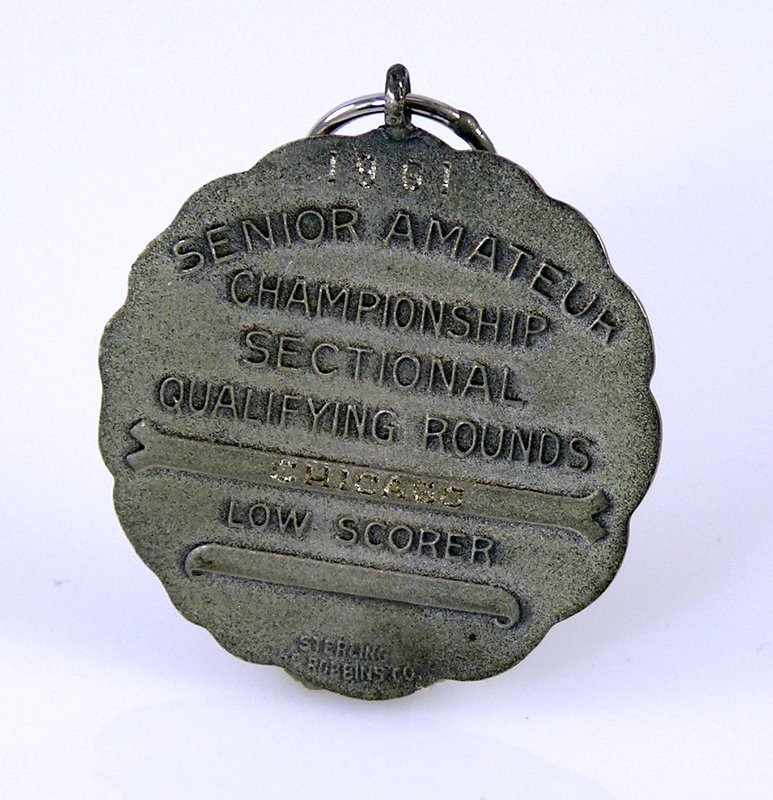 1961
SENIOR AMATEUR
CHAMPIONSHIP
SECTIONAL
QUALIFYING ROUNDS
CHICAGO
LOW SCORER
STERLING
ROBBINS CO.